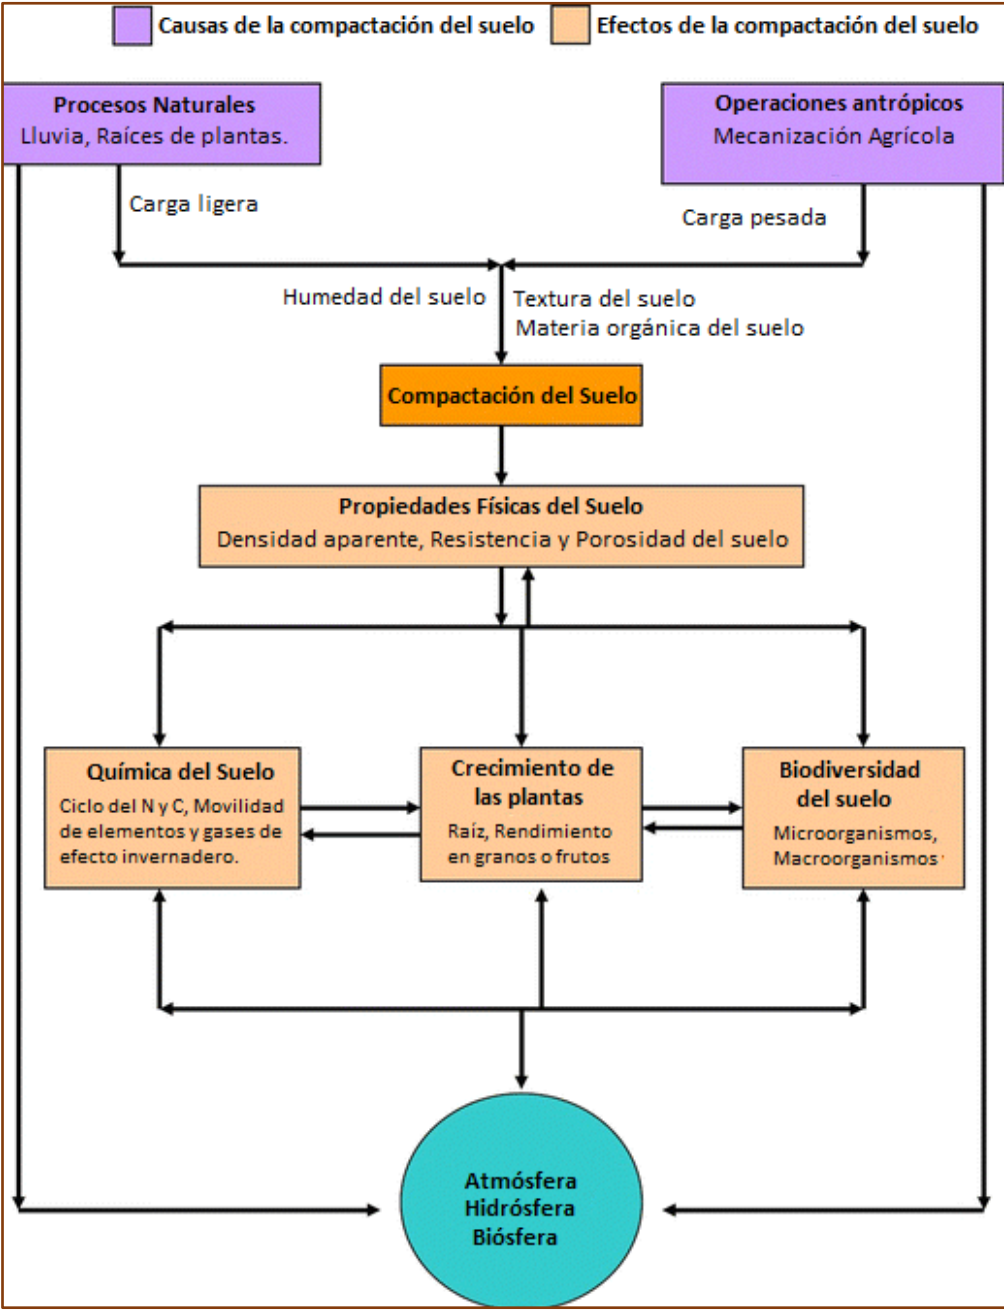 Causas de la compactación del suelo
Efectos de la compactación del suelo
Procesos Naturales
Lluvia, Raíces de plantas.
Operaciones antrópicos
Mecanización Agrícola
Carga ligera
Carga pesada
Humedad del suelo
Textura del suelo
Materia orgánica del suelo
Compactación del Suelo
Propiedades Físicas del Suelo
Densidad aparente, Resistencia y Porosidad del suelo
Química del Suelo
Ciclo del N y C, Movilidad
de elementos y gases de
efecto invernadero.
Crecimiento de
las plantas
Raíz, Rendimiento
en granos o frutos
Biodiversidad
del suelo
Microorganismos,
Macroorganismos
Atmósfera
Hidrósfera
Biósfera